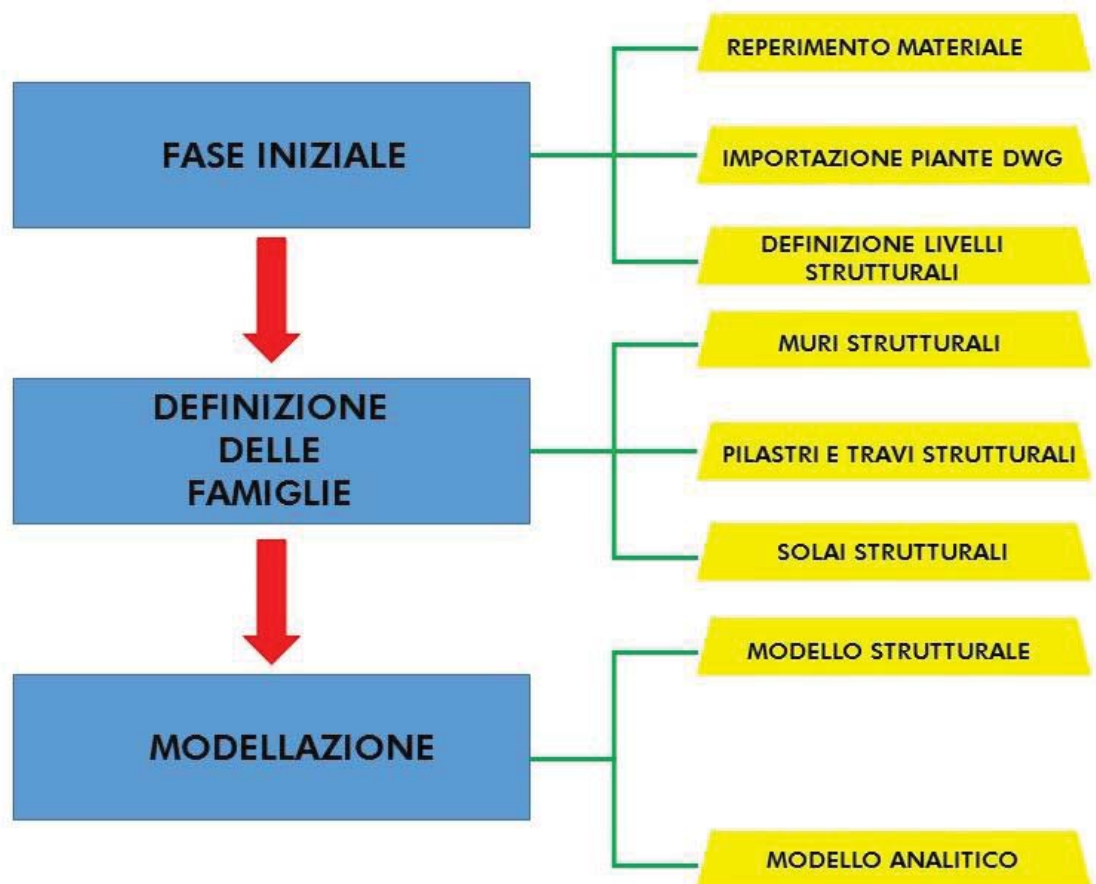 FASE INIZIALE
REPERIMENTO MATERIALE
IMPORTAZIONE PIANTE DWG
DEFINIZIONE LIVELLI
STRUTTURALI
DEFINIZIONE
DELLE
FAMIGLIE
MURI STRUTTURALI
PILASTRI E TRAVI STRUTTURALI
SOLAI STRUTTURALI
MODELLAZIONE
MODELLO STRUTTURALE
MODELLO ANALITICO